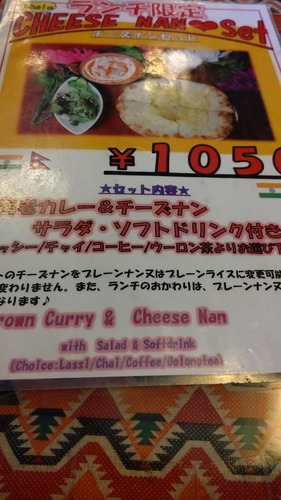 ランチ限定
CHEESE NAN Set
チーズナンセット
¥1050
★セット内容★
老カレー&チーズナン
サラダ・ソフトドリンク付き
ッシー/チャイ/コーヒー/ウーロン茶よりお選び下
トのチーズナンをプレーンナン又はプレーンライスに変更可能
変わりません。また、ランチのおかわりは、プレーンナン又
なります♪
rown Curry & Cheese Nan
with Salad & Softdrink
(Choice:Lassi/Chai/Coffee/Oolongtea)